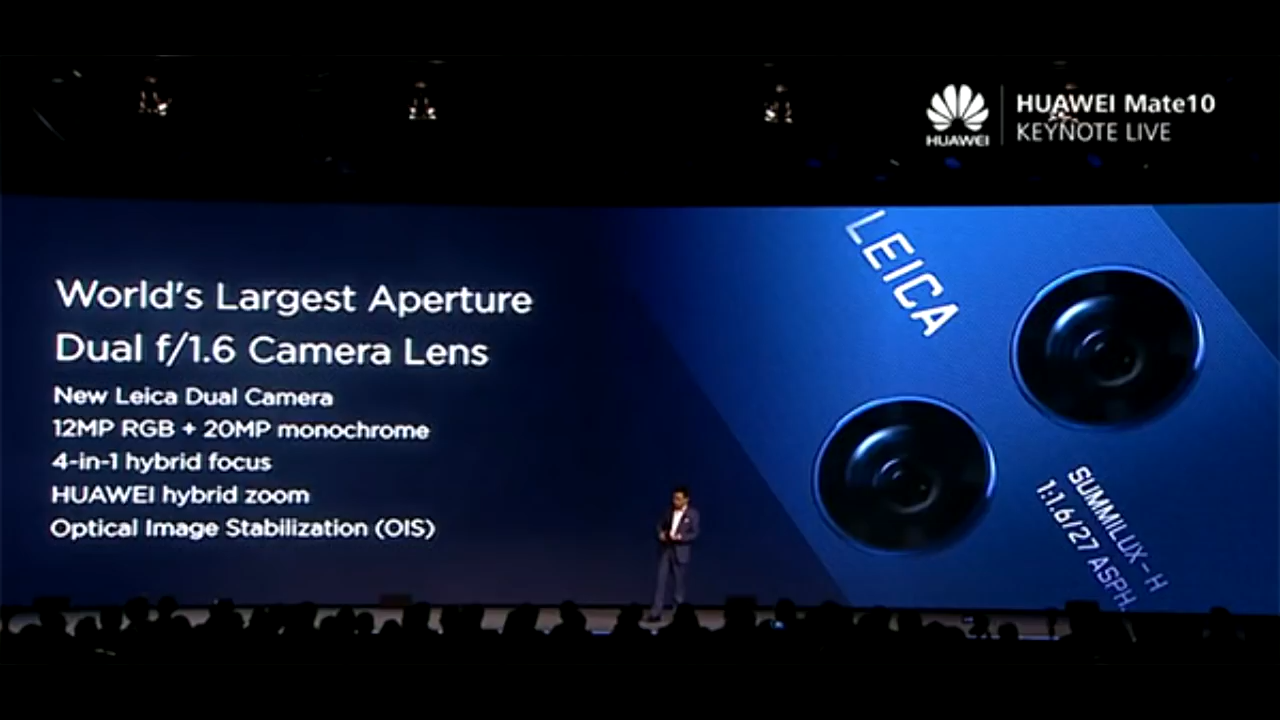 HUAWEI
HUAWEI Mate10
KEYNOTE LIVE
World's Largest Aperture
Dual f/1.6 Camera Lens
New Leica Dual Camera
12MP RGB + 20MP monochrome
4-in-1 hybrid focus
HUAWEI hybrid zoom
Optical Image Stabilization (OIS)
LEICA
SUMMILUX-H
1:1.6/27 ASPH.